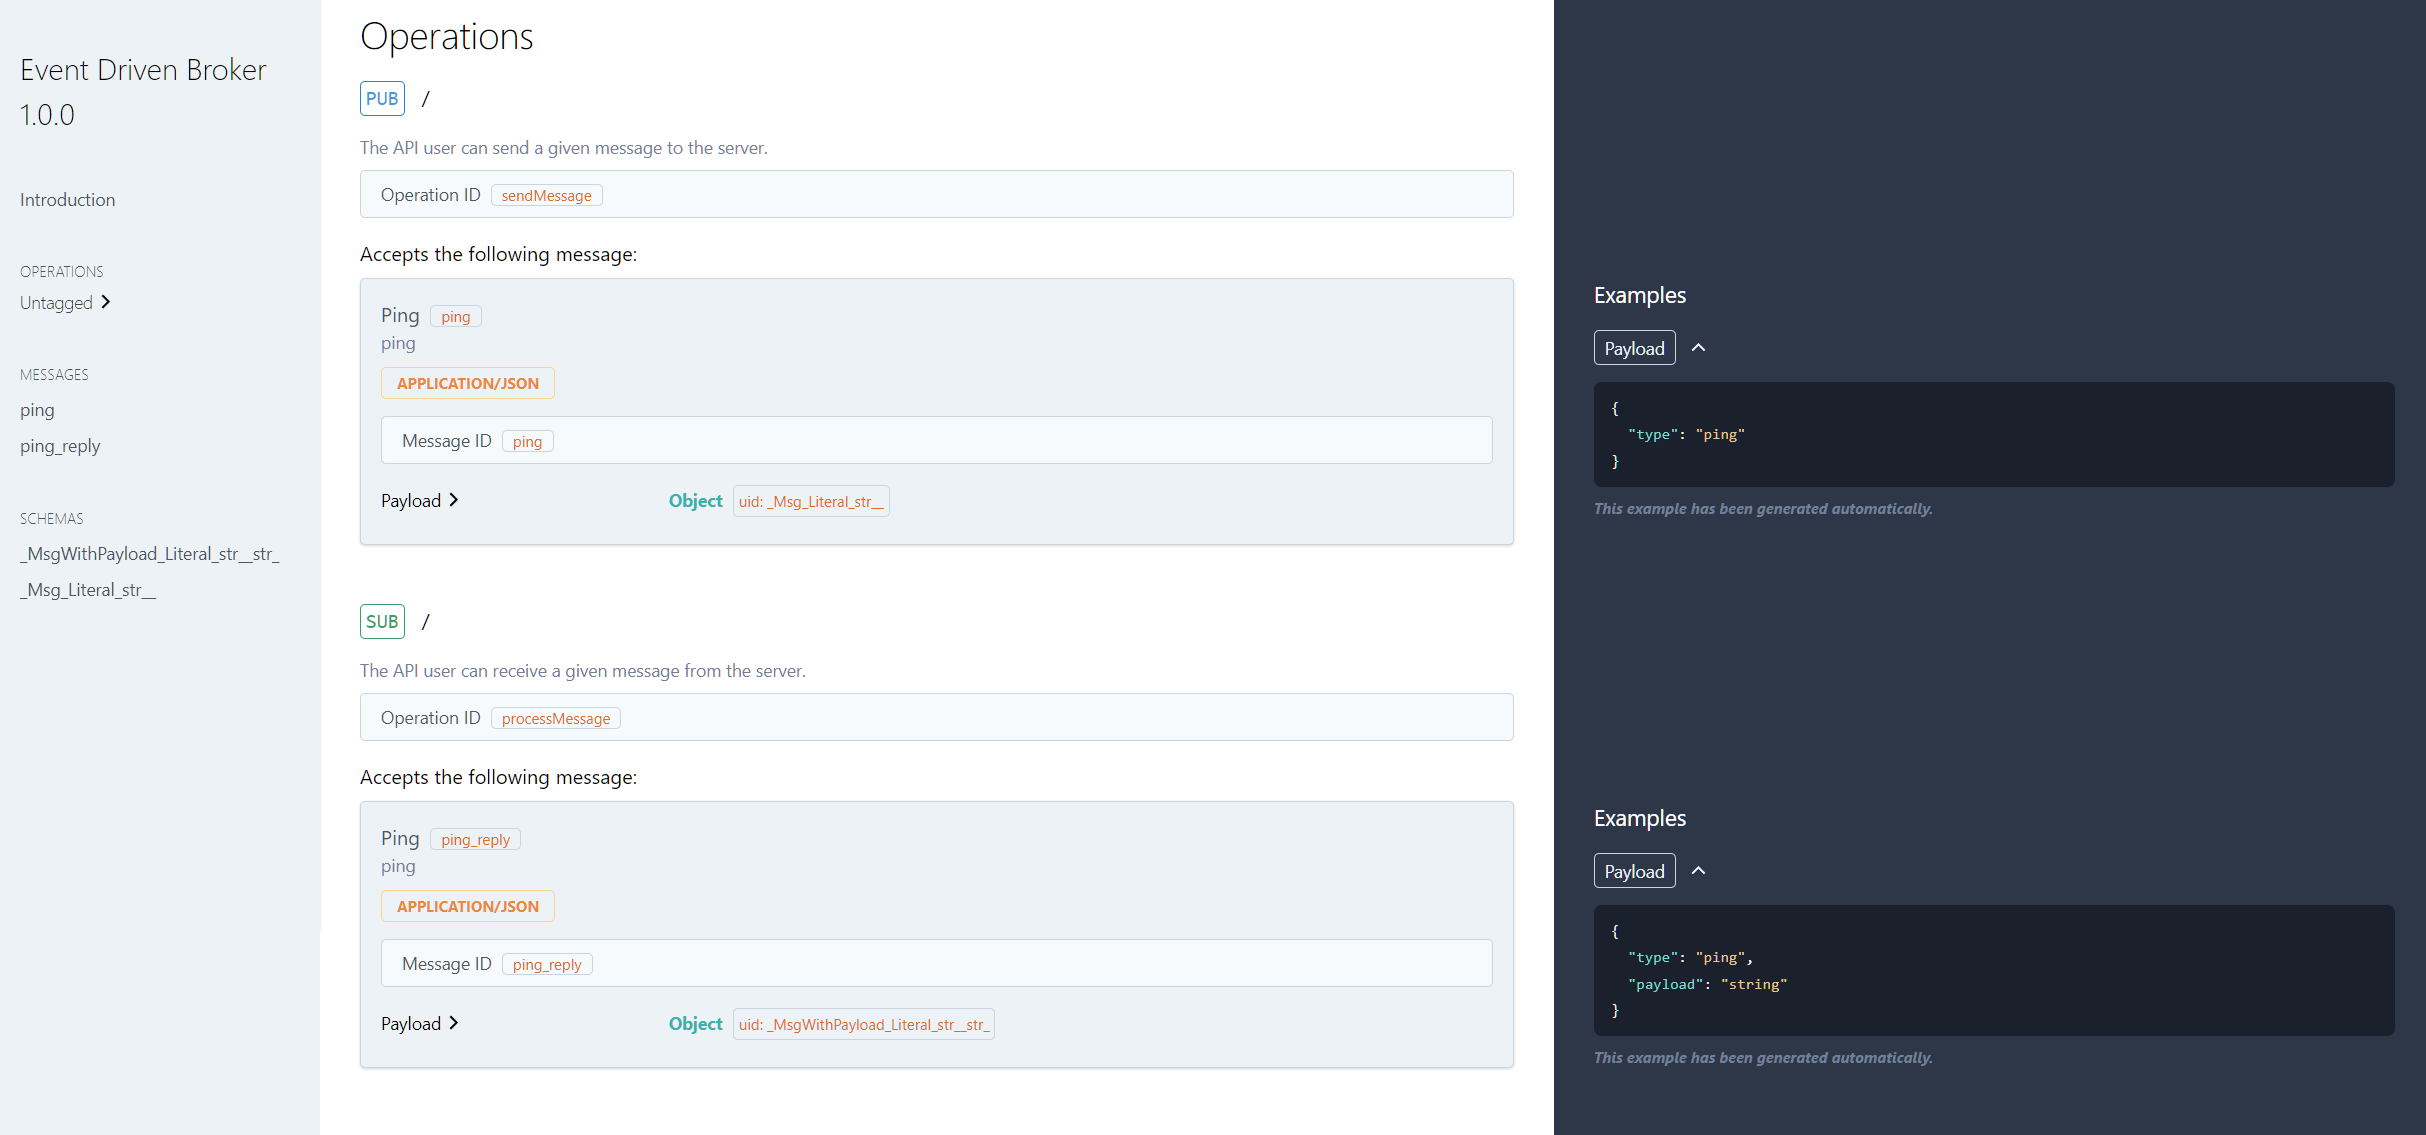 Event Driven Broker
1.0.0
Introduction
OPERATIONS
Untagged
MESSAGES
ping
ping_reply
SCHEMAS
_MsgWithPayload_Literal_str__str_
_Msg_Literal_str__
Operations
PUB /
The API user can send a given message to the server.
Operation ID sendMessage
Accepts the following message:
Ping ping
ping
APPLICATION/JSON
Message ID ping
Payload Object uid: _Msg_Literal_str__
Examples
Payload
{
  "type": "ping"
}
This example has been generated automatically.
SUB /
The API user can receive a given message from the server.
Operation ID processMessage
Accepts the following message:
Ping ping_reply
ping
APPLICATION/JSON
Message ID ping_reply
Payload Object uid: _MsgWithPayload_Literal_str__str_
Examples
Payload
{
  "type": "ping",
  "payload": "string"
}
This example has been generated automatically.